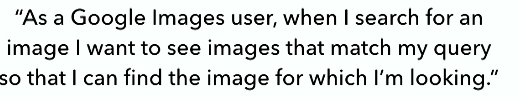 “As a Google Images user, when I search for an
image I want to see images that match my query
so that I can find the image for which I’m looking.”